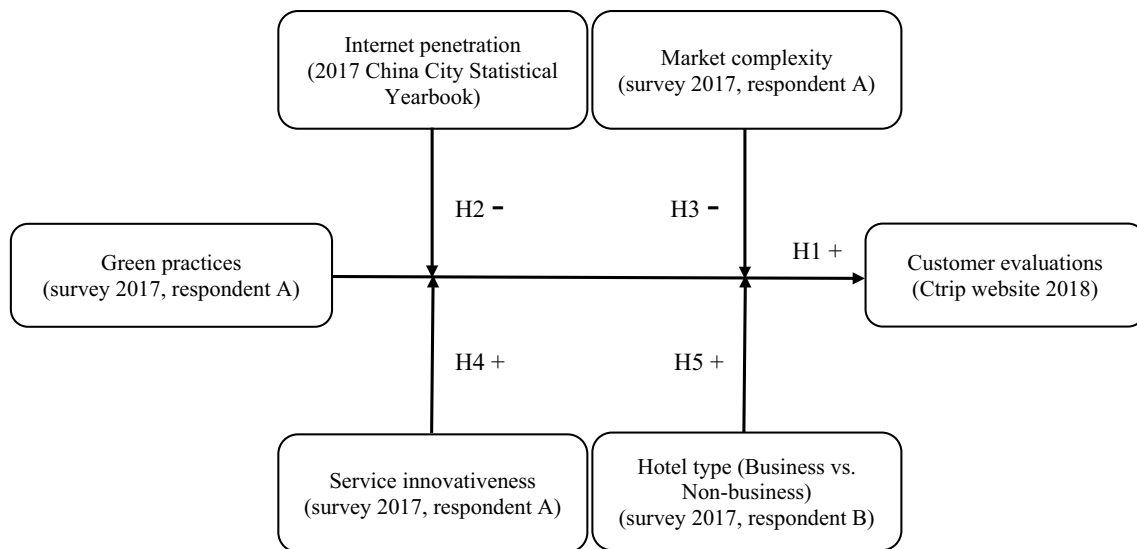 Internet penetration
(2017 China City Statistical
Yearbook)
Market complexity
(survey 2017, respondent A)
H2 -
H3 -
H1 +
Green practices
(survey 2017, respondent A)
Customer evaluations
(Ctrip website 2018)
H4 +
H5 +
Service innovativeness
(survey 2017, respondent A)
Hotel type (Business vs.
Non-business)
(survey 2017, respondent B)